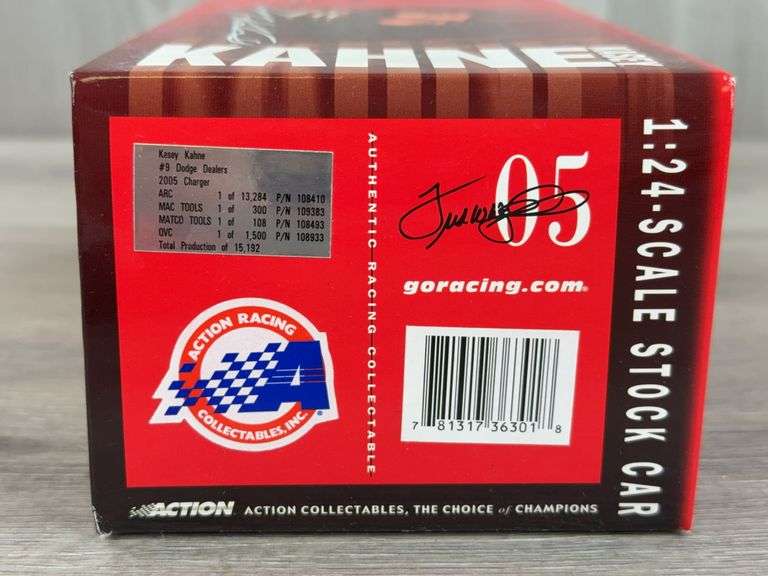 KAHNE
KASEY
Kesey Kahne
#9 Dodge Dealers
2005 Charger
ARC 1 of 13,284 P/N 108410
MAC TOOLS 1 of 300 P/N 109383
MATCO TOOLS 1 of 108 P/N 108493
QVC 1 of 1,500 P/N 108933
Total Production of 15,192
AUTHENTIC RACING COLLECTABLE
05
goracing.com®
ACTION RACING
A®
COLLECTABLES, INC.
7 81317 36301 8
1:24-SCALE STOCK CAR
ACTION ACTION COLLECTABLES, THE CHOICE of CHAMPIONS